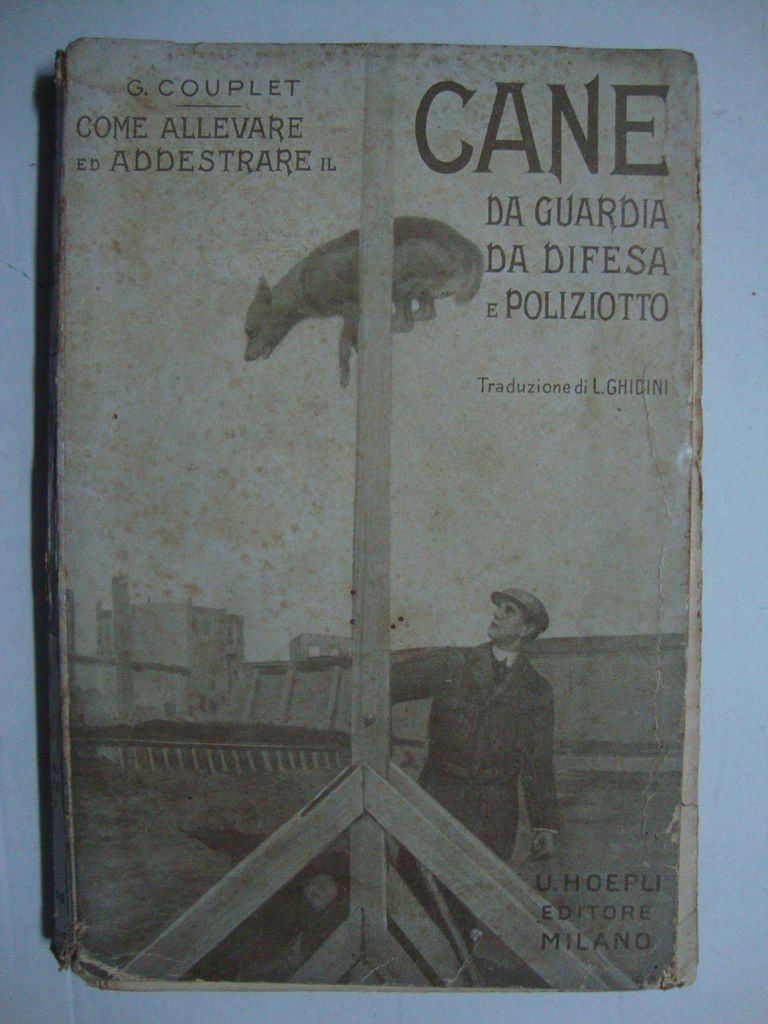 G. COUPLET
COME ALLEVARE
ED ADDESTRARE IL
CANE
DA GUARDIA
DA DIFESA
E POLIZIOTTO
Traduzione di L. GHIDINI
U. HOEPLI
EDITORE
MILANO